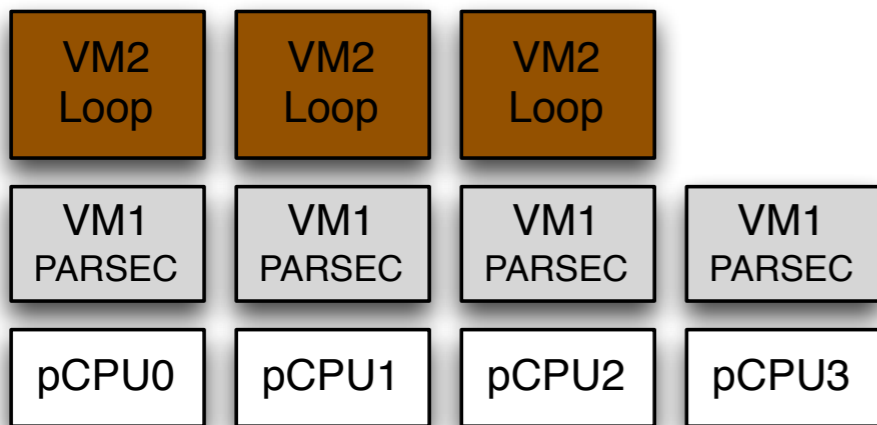 VM2
Loop
VM2
Loop
VM2
Loop
VM1
PARSEC
VM1
PARSEC
VM1
PARSEC
VM1
PARSEC
pCPU0
pCPU1
pCPU2
pCPU3